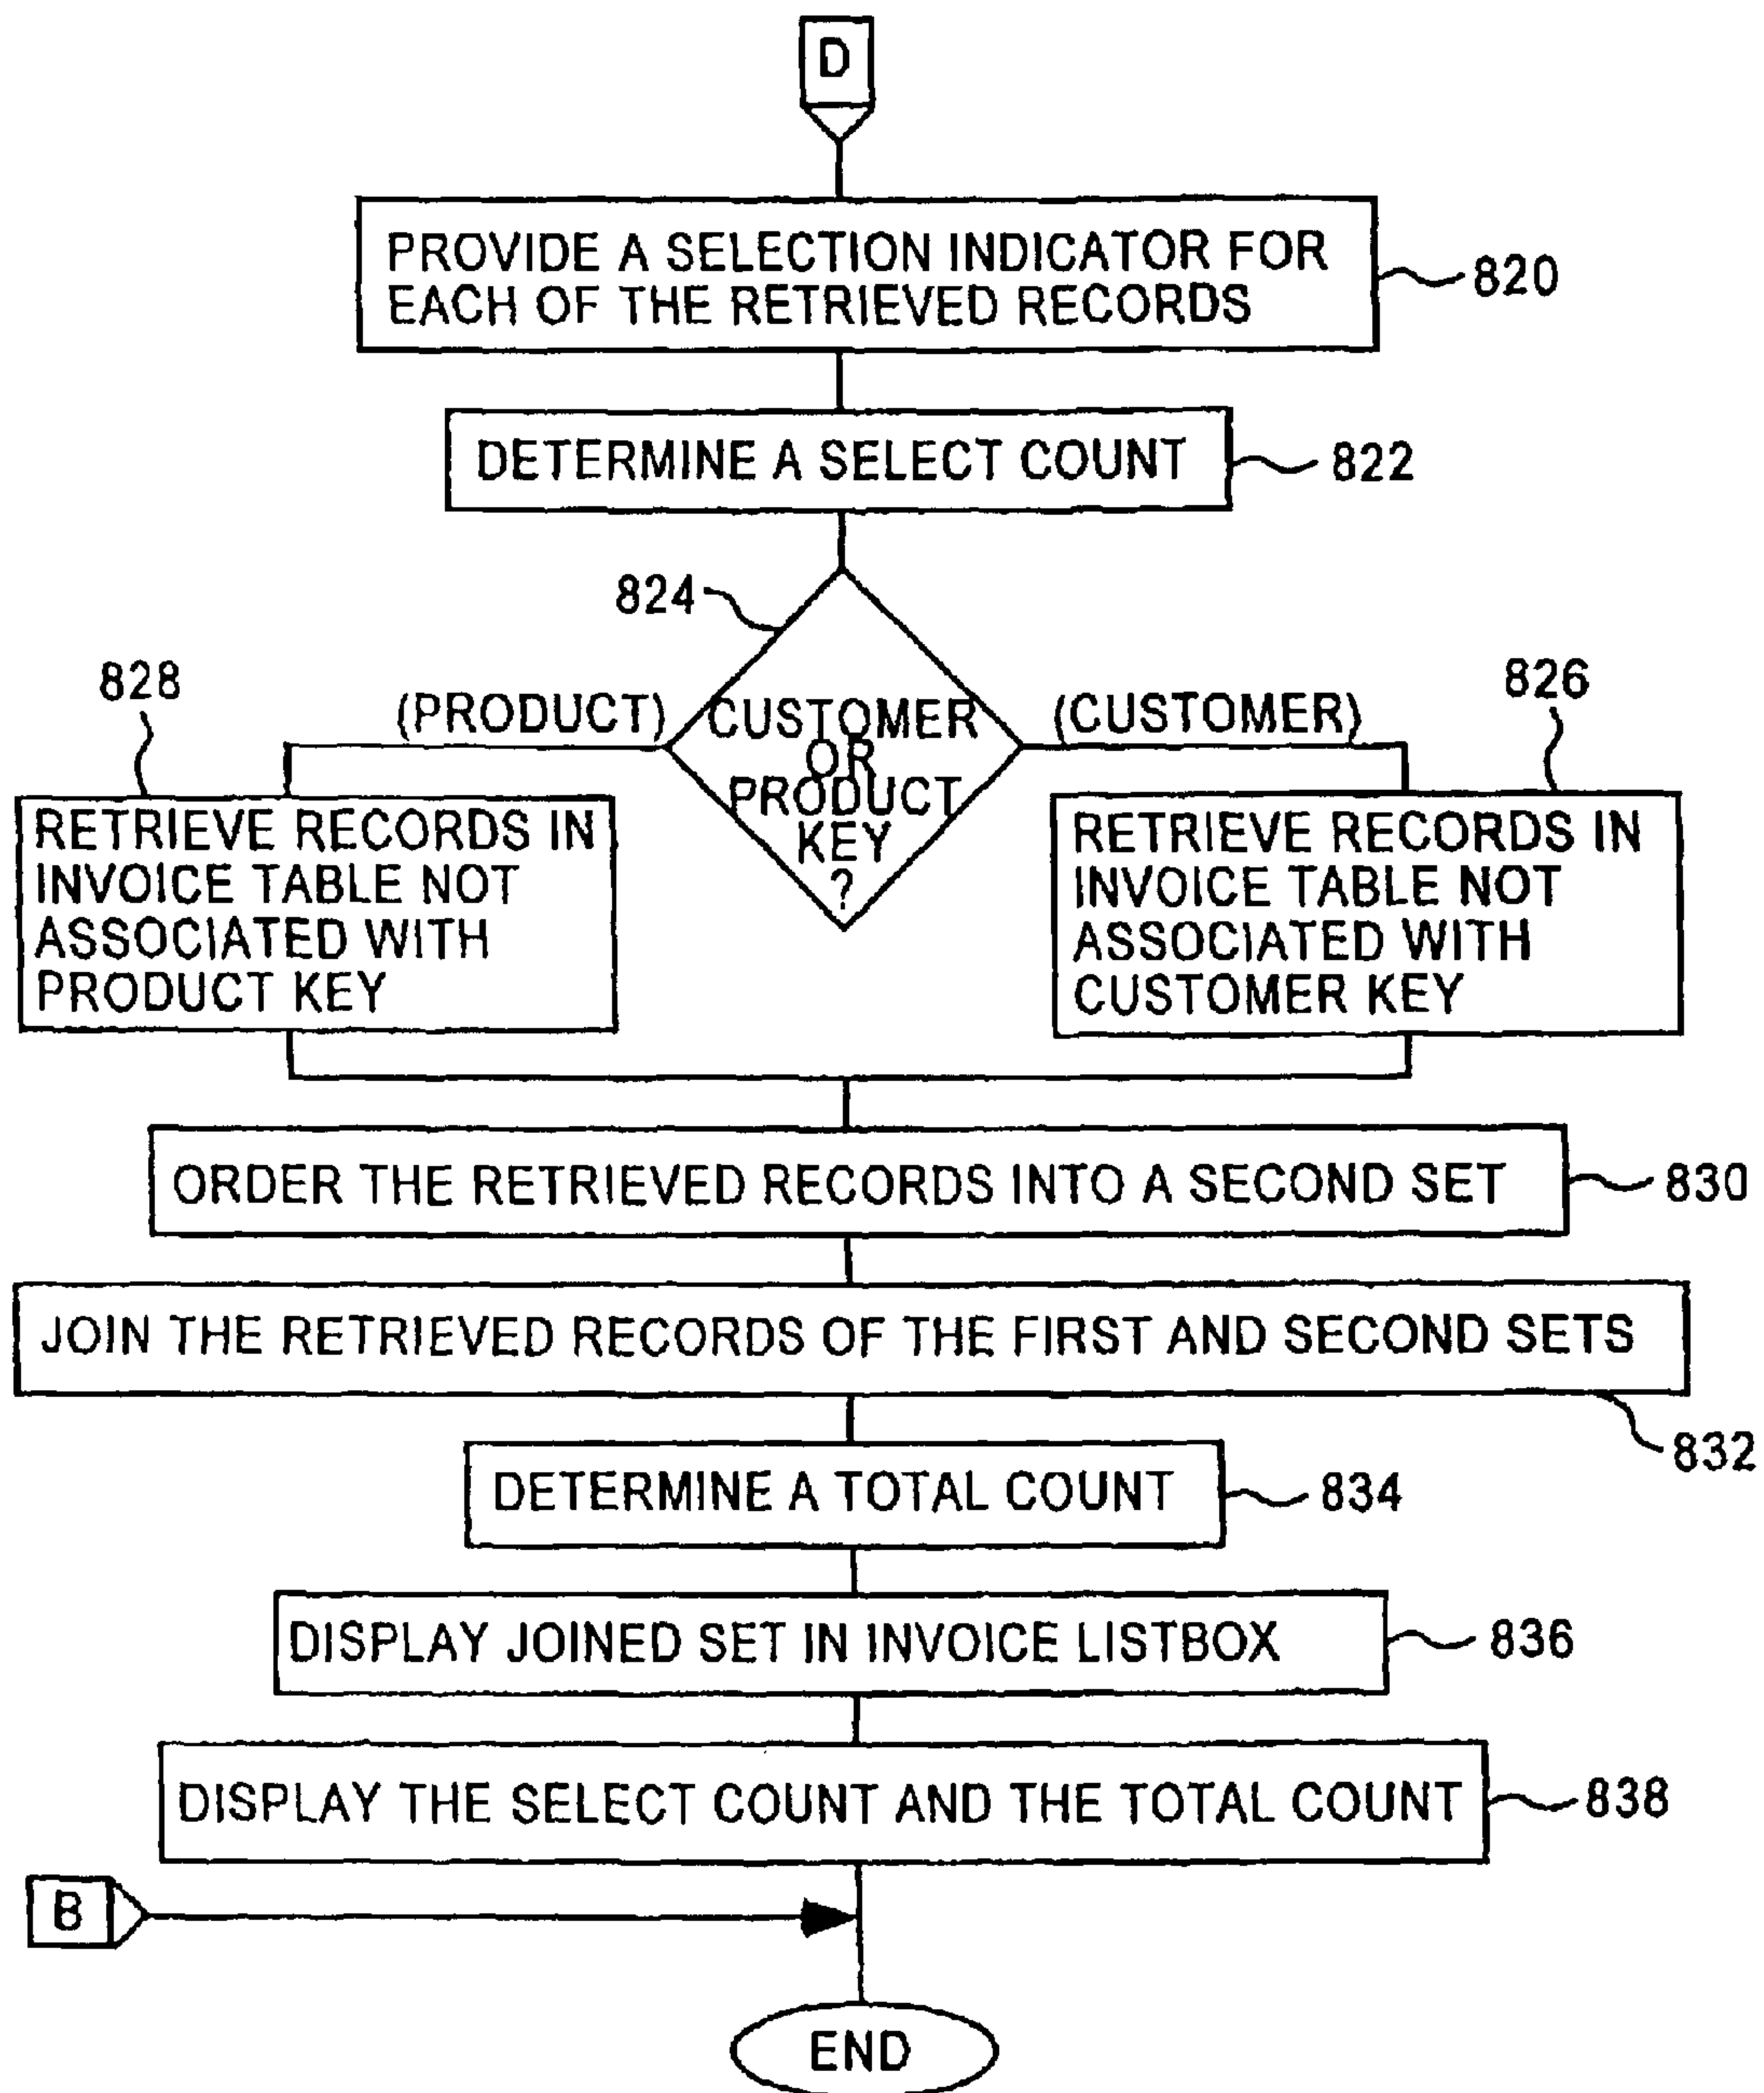 D
PROVIDE A SELECTION INDICATOR FOR
EACH OF THE RETRIEVED RECORDS
820
DETERMINE A SELECT COUNT
822
824
828
(PRODUCT)
CUSTOMER
OR
PRODUCT
KEY
?
(CUSTOMER)
826
RETRIEVE RECORDS IN
INVOICE TABLE NOT
ASSOCIATED WITH
PRODUCT KEY
RETRIEVE RECORDS IN
INVOICE TABLE NOT
ASSOCIATED WITH
CUSTOMER KEY
ORDER THE RETRIEVED RECORDS INTO A SECOND SET
830
JOIN THE RETRIEVED RECORDS OF THE FIRST AND SECOND SETS
832
DETERMINE A TOTAL COUNT
834
DISPLAY JOINED SET IN INVOICE LISTBOX
836
DISPLAY THE SELECT COUNT AND THE TOTAL COUNT
838
B
END